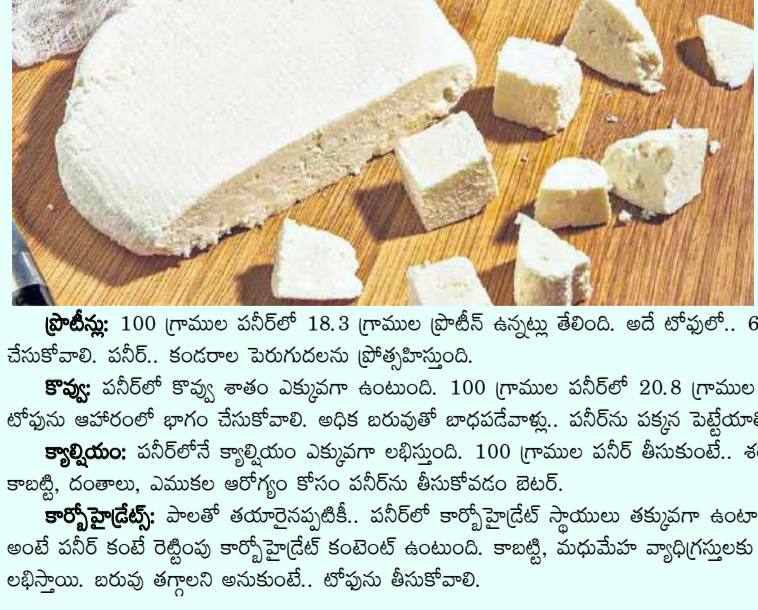 ప్రొటీన్లు: 100 గ్రాముల పనీర్‌లో 18.3 గ్రాముల ప్రొటీన్ ఉన్నట్లు తేలింది. అదే టోఫులో.. 6
చేసుకోవాలి. పనీర్.. కండరాల పెరుగుదలను ప్రోత్సహిస్తుంది.
కొవ్వు: పనీర్‌లో కొవ్వు శాతం ఎక్కువగా ఉంటుంది. 100 గ్రాముల పనీర్‌లో 20.8 గ్రాముల
టోఫును ఆహారంలో భాగం చేసుకోవాలి. అధిక బరువుతో బాధపడేవాళ్లు.. పనీర్‌ను పక్కన
క్యాల్షియం: పనీర్‌లోనే క్యాల్షియం ఎక్కువగా లభిస్తుంది. 100 గ్రాముల పనీర్ తీసుకుంటే..
కాబట్టి, దంతాలు, ఎముకల ఆరోగ్యం కోసం పనీర్‌ను తీసుకోవడం బెటర్.
కార్బోహైడ్రేట్స్: పాలతో తయారైనప్పటికీ.. పనీర్‌లో కార్బోహైడ్రేట్ స్థాయులు తక్కువగా
అంటే పనీర్ కంటే రెట్టింపు కార్బోహైడ్రేట్ కంటెంట్ ఉంటుంది. కాబట్టి, మధుమేహ వ్యాధిగ్రస్తులకు
లభిస్తాయి. బరువు తగ్గాలని అనుకుంటే.. టోఫును తీసుకోవాలి.